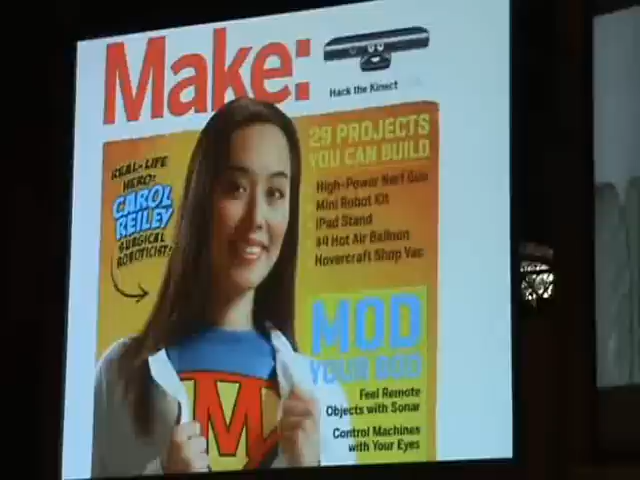 Make:
Hack the Kinect
29 PROJECTS
YOU CAN BUILD
High-Power Nerf Gun
Mini Robot Kit
iPad Stand
$4 Hot Air Balloon
Hovercraft Shop Vac
REAL-LIFE
HERO:
CAROL
REILEY
SURGICAL
ROBOTICIST!
MOD
YOUR BOD
Feel Remote
Objects with Sonar
Control Machines
with Your Eyes
M